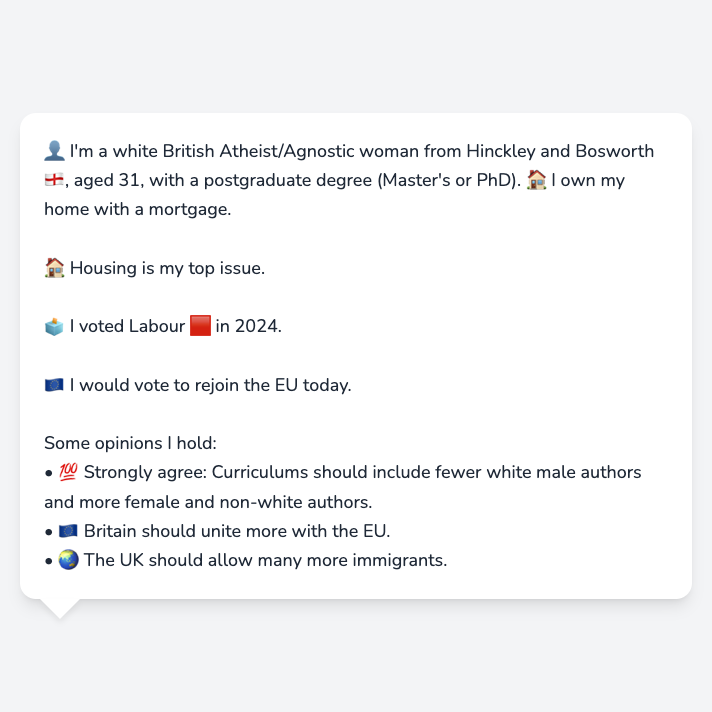 👤 I'm a white British Atheist/Agnostic woman from Hinckley and Bosworth
🏴󠁧󠁢󠁥󠁮󠁧󠁿, aged 31, with a postgraduate degree (Master's or PhD). 🏠 I own my
home with a mortgage.
🏠 Housing is my top issue.
🗳️ I voted Labour 🟥 in 2024.
🇪🇺 I would vote to rejoin the EU today.
Some opinions I hold:
• 💯 Strongly agree: Curriculums should include fewer white male authors
and more female and non-white authors.
• 🇪🇺 Britain should unite more with the EU.
• 🌏 The UK should allow many more immigrants.